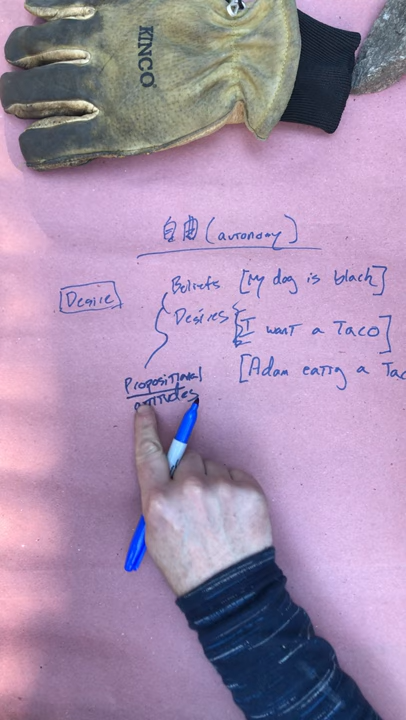 KINCO
自由 (autonomy)
Beliefs [My dog is black]
Desire
Desires [I want a Taco]
Propositional
attitudes
[Adam eating a Tac